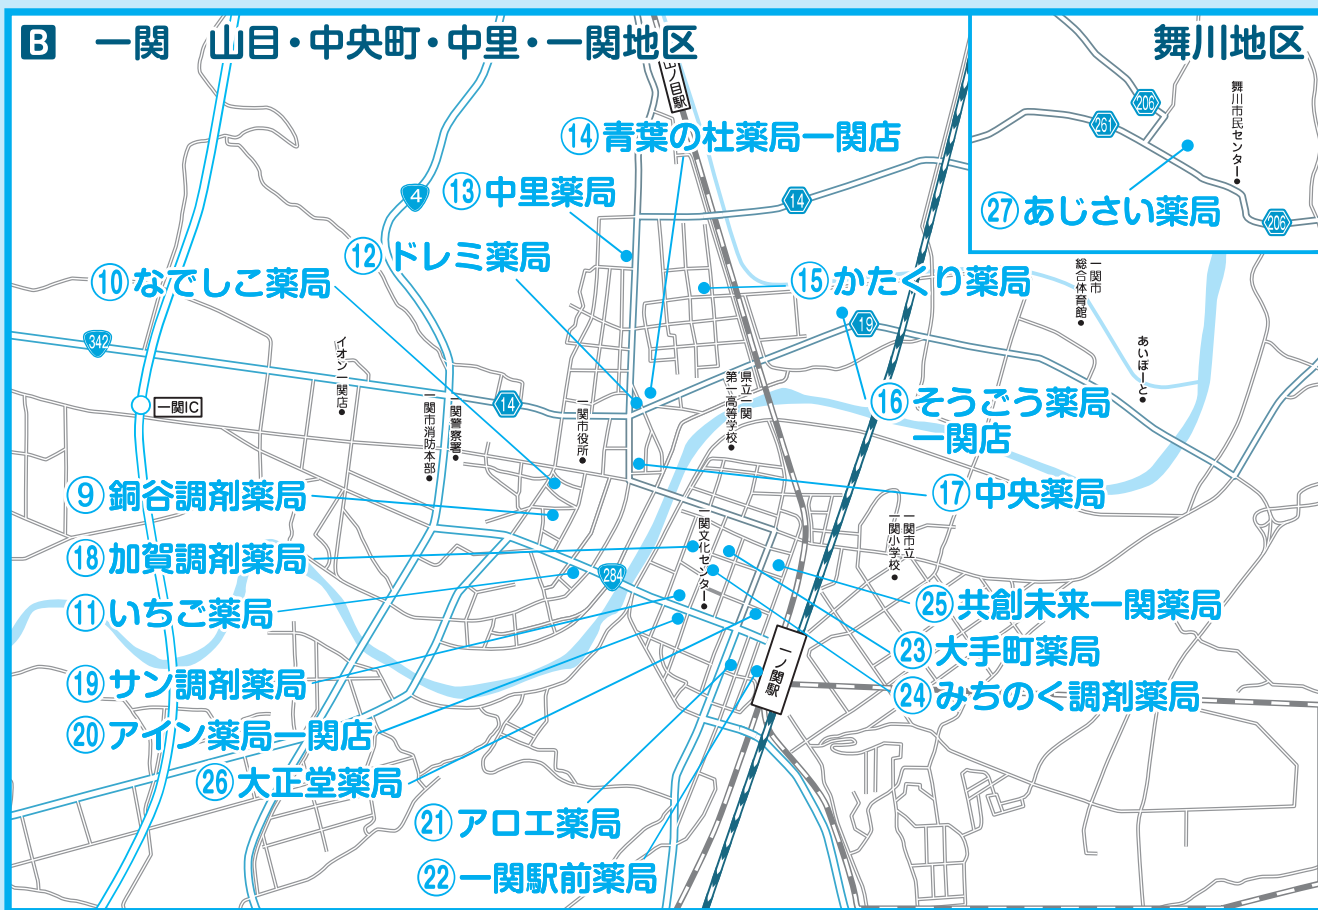 B 一関 山目・中央町・中里・一関地区
舞川地区
山ノ目駅
舞川市民センター
206
261
206
⑭青葉の杜薬局一関店
⑬中里薬局
4
14
㉗あじさい薬局
⑫ドレミ薬局
⑩なでしこ薬局
⑮かたくり薬局
一関市
総合体育館
342
19
イオン一関店
あいぽーと
一関IC
14
一関市消防本部
一関警察署
一関市役所
県立一関
第一高等学校
⑯そうごう薬局
一関店
⑨銅谷調剤薬局
⑰中央薬局
一関文化センター
一関市立
一関小学校
⑱加賀調剤薬局
284
⑪いちご薬局
㉕共創未来一関薬局
㉓大手町薬局
一ノ関駅
⑲サン調剤薬局
㉔みちのく調剤薬局
⑳アイン薬局一関店
㉖大正堂薬局
㉑アロエ薬局
㉒一関駅前薬局